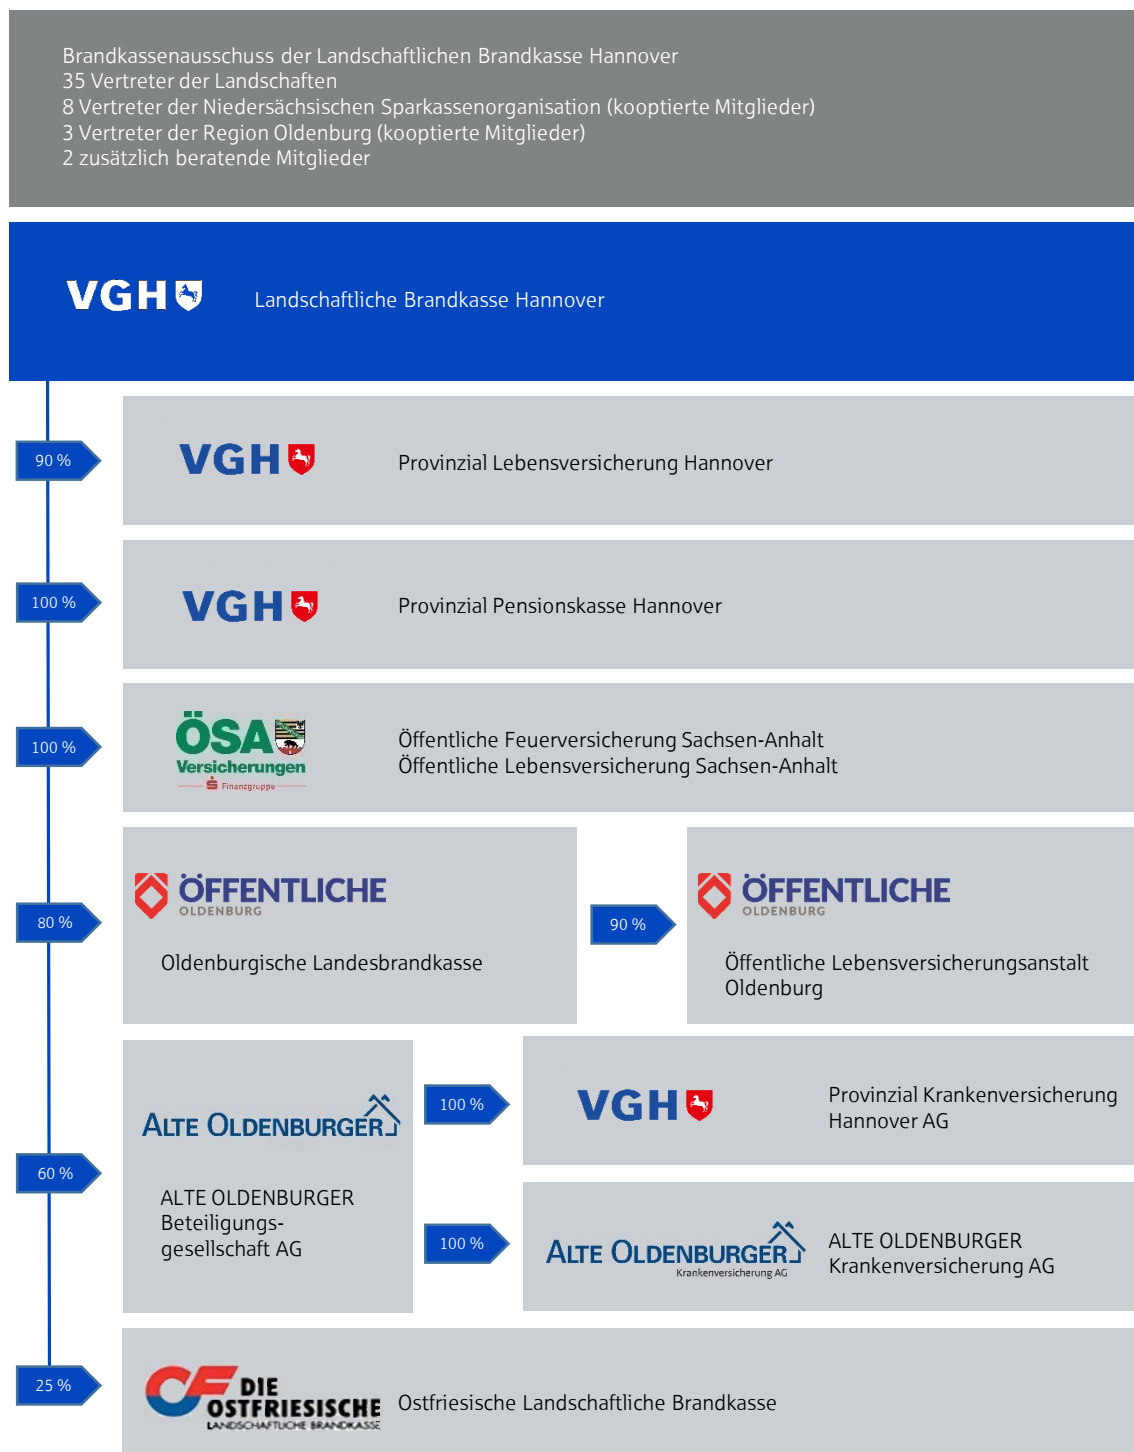 Brandkassenausschuss der Landschaftlichen Brandkasse Hannover
35 Vertreter der Landschaften
8 Vertreter der Niedersächsischen Sparkassenorganisation (kooptierte Mitglieder)
3 Vertreter der Region Oldenburg (kooptierte Mitglieder)
2 zusätzlich beratende Mitglieder
VGH
Landschaftliche Brandkasse Hannover
90 %
VGH
Provinzial Lebensversicherung Hannover
100 %
VGH
Provinzial Pensionskasse Hannover
100 %
ÖSA
Versicherungen
Finanzgruppe
Öffentliche Feuerversicherung Sachsen-Anhalt
Öffentliche Lebensversicherung Sachsen-Anhalt
80 %
ÖFFENTLICHE
OLDENBURG
Oldenburgische Landesbrandkasse
90 %
ÖFFENTLICHE
OLDENBURG
Öffentliche Lebensversicherungsanstalt
Oldenburg
60 %
ALTE OLDENBURGER
ALTE OLDENBURGER
Beteiligungs-
gesellschaft AG
100 %
VGH
Provinzial Krankenversicherung
Hannover AG
100 %
ALTE OLDENBURGER
Krankenversicherung AG
ALTE OLDENBURGER
Krankenversicherung AG
25 %
DIE
OSTFRIESISCHE
LANDSCHAFTLICHE BRANDKASSE
Ostfriesische Landschaftliche Brandkasse